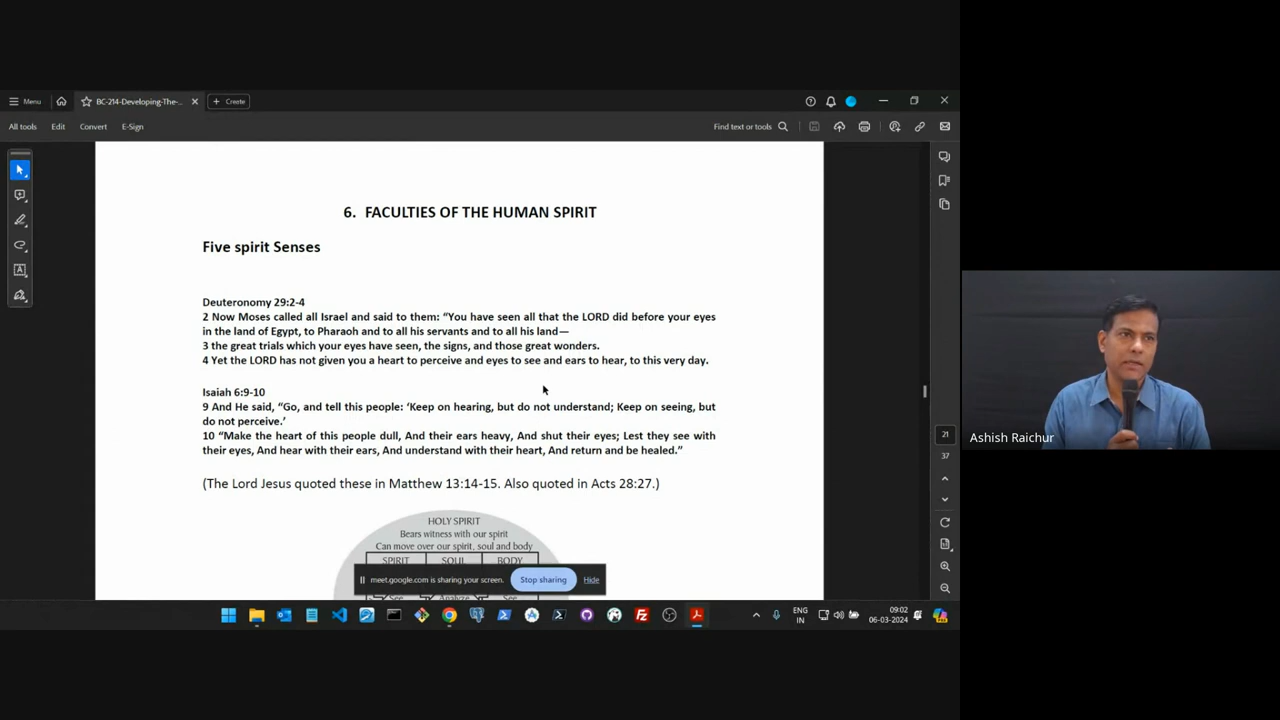 Menu
BC-214-Developing-The-...
Create
All tools
Edit
Convert
E-Sign
Find text or tools
6. FACULTIES OF THE HUMAN SPIRIT
Five spirit Senses
Deuteronomy 29:2-4
2 Now Moses called all Israel and said to them: “You have seen all that the LORD did before your eyes
in the land of Egypt, to Pharaoh and to all his servants and to all his land—
3 the great trials which your eyes have seen, the signs, and those great wonders.
4 Yet the LORD has not given you a heart to perceive and eyes to see and ears to hear, to this very day.
Isaiah 6:9-10
9 And He said, “Go, and tell this people: ‘Keep on hearing, but do not understand; Keep on seeing, but
do not perceive.’
10 “Make the heart of this people dull, And their ears heavy, And shut their eyes; Lest they see with
their eyes, And hear with their ears, And understand with their heart, And return and be healed.”
(The Lord Jesus quoted these in Matthew 13:14-15. Also quoted in Acts 28:27.)
HOLY SPIRIT
Bears witness with our spirit
Can move over our spirit, soul and body
SPIRIT SOUL BODY
See Analyze See
meet.google.com is sharing your screen.
Stop sharing
Hide
21
37
Ashish Raichur
ENG
IN
09:02
06-03-2024